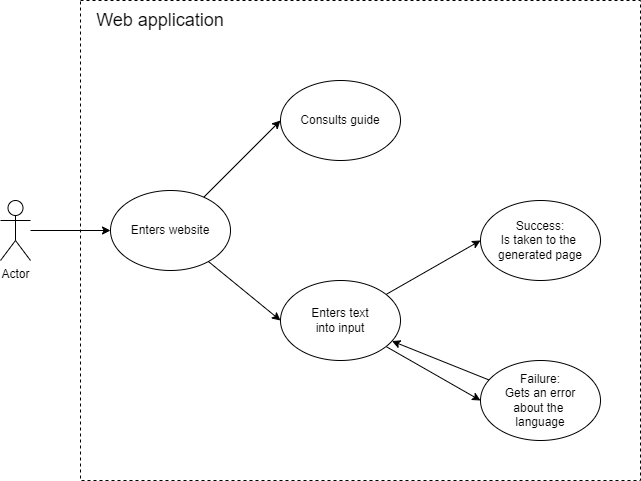 Web application
Consults guide
Enters website
Actor
Success:
Is taken to the
generated page
Enters text
into input
Failure:
Gets an error
about the
language